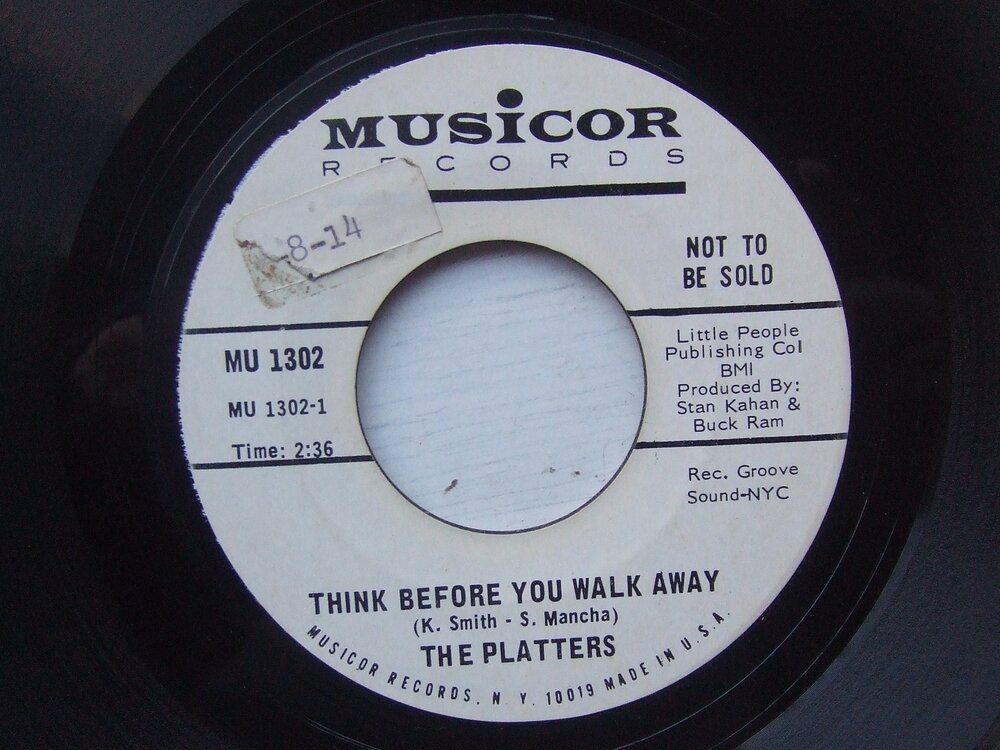 MUSiCOR
RECORDS
8-14
NOT TO
BE SOLD
MU 1302
MU 1302-1
Time: 2:36
Little People
Publishing Col
BMI
Produced By:
Stan Kahan &
Buck Ram
Rec. Groove
Sound-NYC
THINK BEFORE YOU WALK AWAY
(K. Smith - S. Mancha)
THE PLATTERS
MUSICOR RECORDS, N. Y. 10019 MADE IN U.S.A.